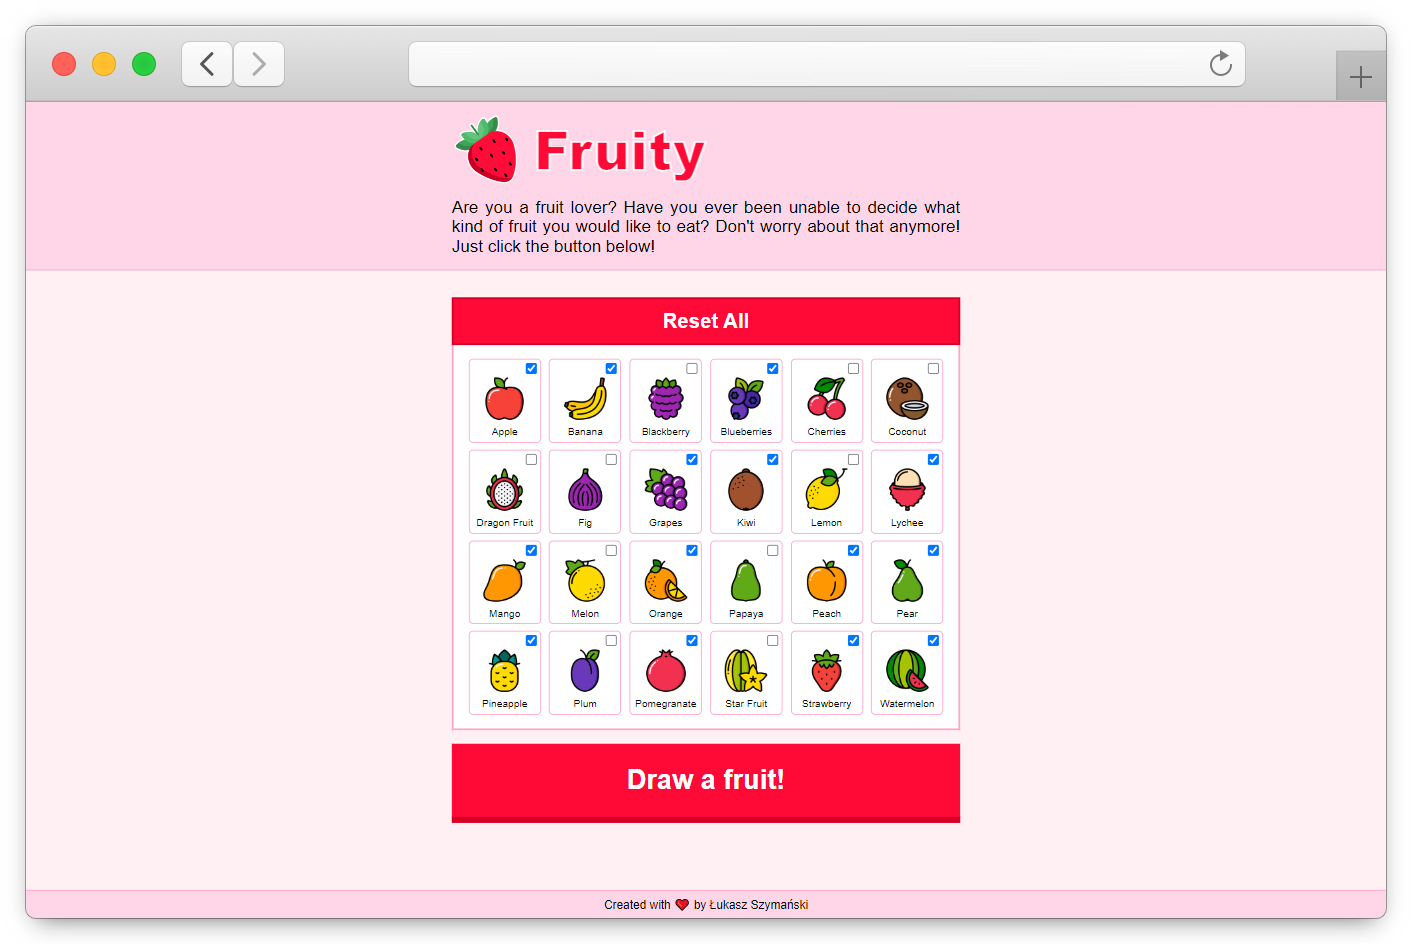 Fruity
Are you a fruit lover? Have you ever been unable to decide what
kind of fruit you would like to eat? Don't worry about that anymore!
Just click the button below!
Reset All
Apple Banana Blackberry Blueberries Cherries Coconut
Dragon Fruit Fig Grapes Kiwi Lemon Lychee
Mango Melon Orange Papaya Peach Pear
Pineapple Plum Pomegranate Star Fruit Strawberry Watermelon
Draw a fruit!
Created with ❤️ by Łukasz Szymański